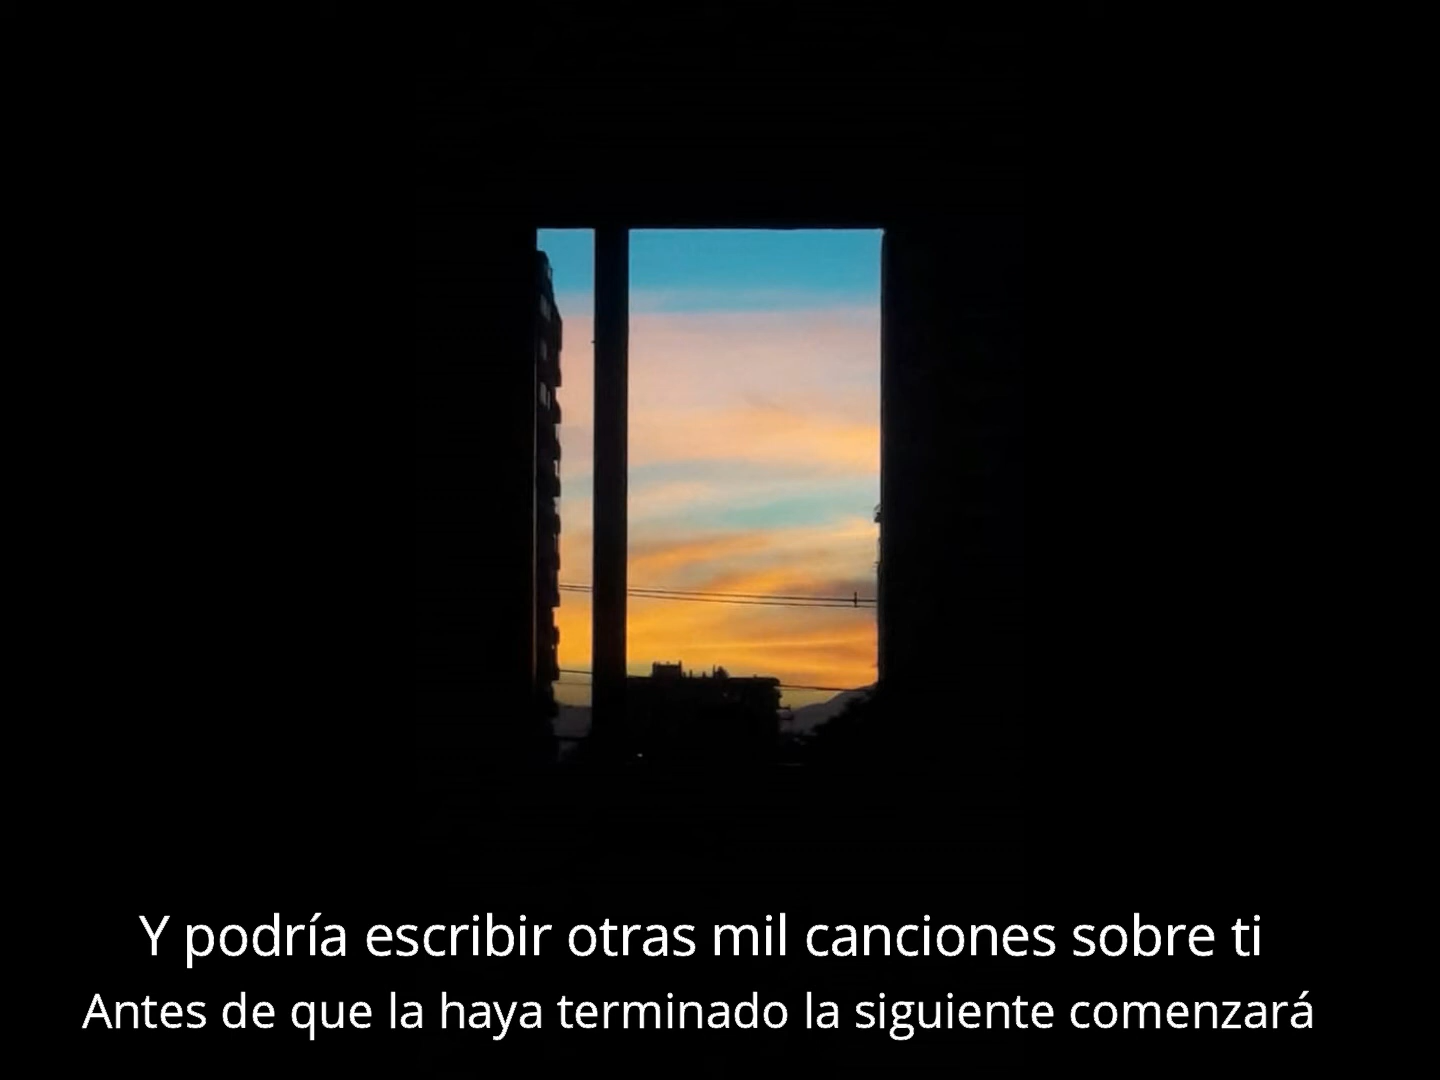 Y podría escribir otras mil canciones sobre ti
Antes de que la haya terminado la siguiente comenzará